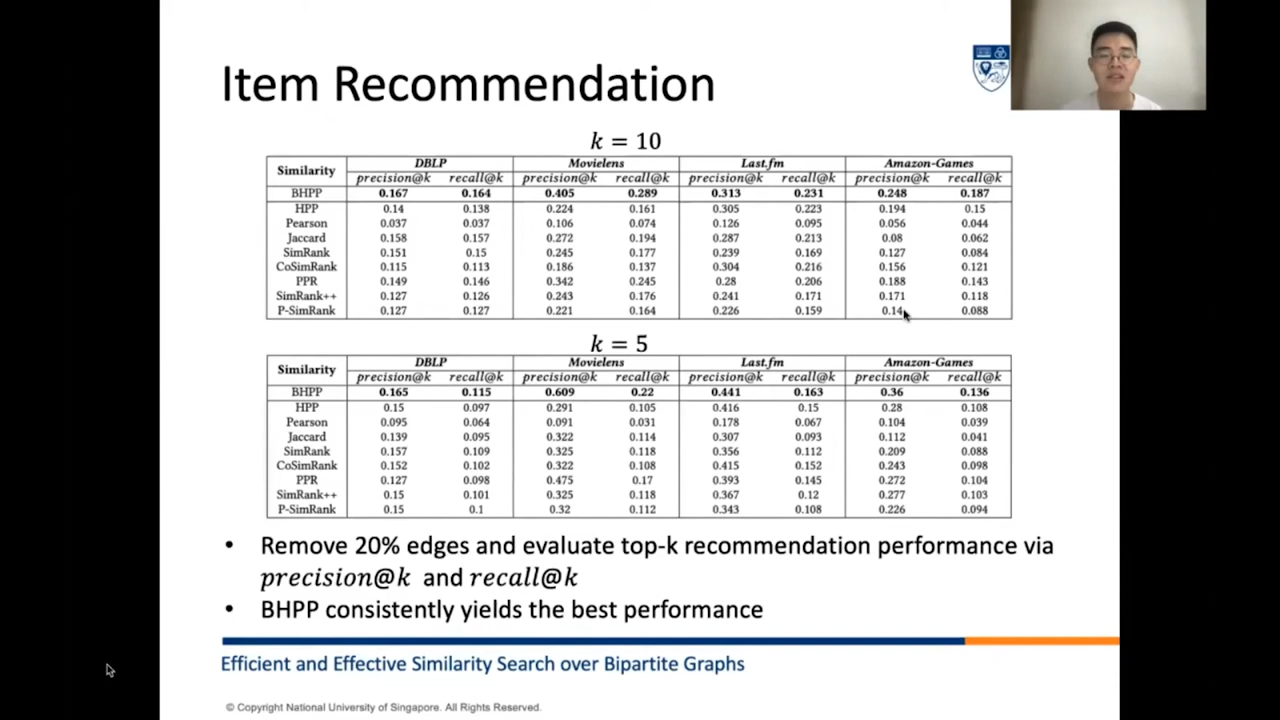 Item Recommendation
k = 10
Similarity DBLP Movielens Last.fm Amazon-Games
precision@k recall@k precision@k recall@k precision@k recall@k precision@k recall@k
BHPP 0.167 0.164 0.405 0.289 0.313 0.231 0.248 0.187
HPP 0.14 0.138 0.224 0.161 0.305 0.223 0.194 0.15
Pearson 0.037 0.037 0.106 0.074 0.126 0.095 0.056 0.044
Jaccard 0.158 0.157 0.272 0.194 0.287 0.213 0.08 0.062
SimRank 0.151 0.15 0.245 0.177 0.239 0.169 0.127 0.084
CoSimRank 0.115 0.113 0.186 0.137 0.304 0.216 0.156 0.121
PPR 0.149 0.146 0.342 0.245 0.28 0.206 0.188 0.143
SimRank++ 0.127 0.126 0.243 0.176 0.241 0.171 0.171 0.118
P-SimRank 0.127 0.127 0.221 0.164 0.226 0.159 0.088
k = 5
Similarity DBLP Movielens Last.fm Amazon-Games
precision@k recall@k precision@k recall@k precision@k recall@k precision@k recall@k
BHPP 0.165 0.115 0.609 0.22 0.441 0.163 0.36 0.136
HPP 0.15 0.097 0.291 0.105 0.416 0.15 0.28 0.108
Pearson 0.095 0.064 0.091 0.031 0.178 0.067 0.104 0.039
Jaccard 0.139 0.095 0.322 0.114 0.307 0.093 0.112 0.041
SimRank 0.157 0.109 0.325 0.118 0.356 0.112 0.209 0.088
CoSimRank 0.152 0.102 0.322 0.108 0.415 0.152 0.243 0.098
PPR 0.127 0.098 0.475 0.17 0.393 0.145 0.272 0.104
SimRank++ 0.15 0.101 0.325 0.118 0.367 0.12 0.277 0.103
P-SimRank 0.15 0.1 0.32 0.112 0.343 0.108 0.226 0.094
• Remove 20% edges and evaluate top-k recommendation performance via
precision@k and recall@k
• BHPP consistently yields the best performance
Efficient and Effective Similarity Search over Bipartite Graphs
© Copyright National University of Singapore. All Rights Reserved.